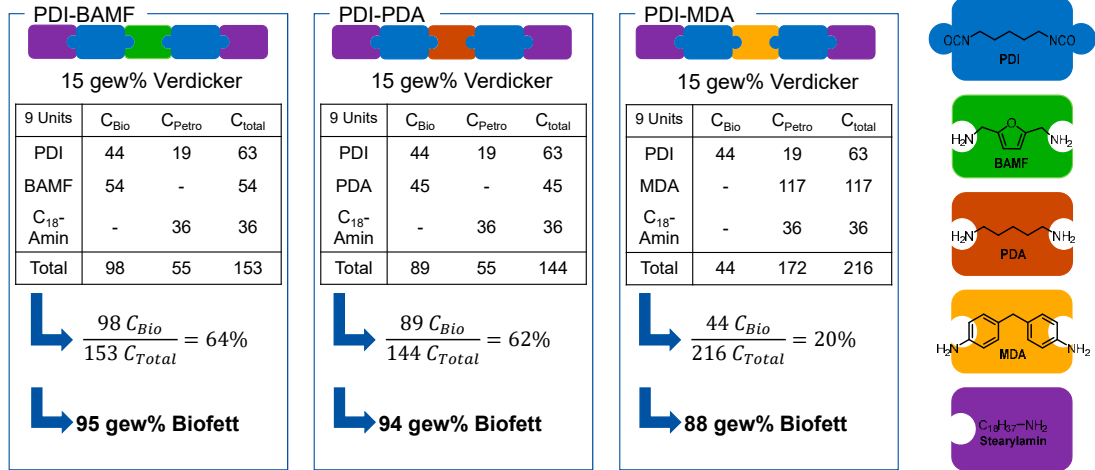 PDI-BAMF
15 gew% Verdicker
9 Units C_Bio C_Petro C_total
PDI 44 19 63
BAMF 54 - 54
C18-Amin - 36 36
Total 98 55 153
98 C_Bio / 153 C_Total = 64%
95 gew% Biofett
PDI-PDA
15 gew% Verdicker
9 Units C_Bio C_Petro C_total
PDI 44 19 63
PDA 45 - 45
C18-Amin - 36 36
Total 89 55 144
89 C_Bio / 144 C_Total = 62%
94 gew% Biofett
PDI-MDA
15 gew% Verdicker
9 Units C_Bio C_Petro C_total
PDI 44 19 63
MDA - 117 117
C18-Amin - 36 36
Total 44 172 216
44 C_Bio / 216 C_Total = 20%
88 gew% Biofett
OCN NCO
PDI
O
H2N NH2
BAMF
H2N NH2
PDA
H2N NH2
MDA
C18H37-NH2
Stearylamin